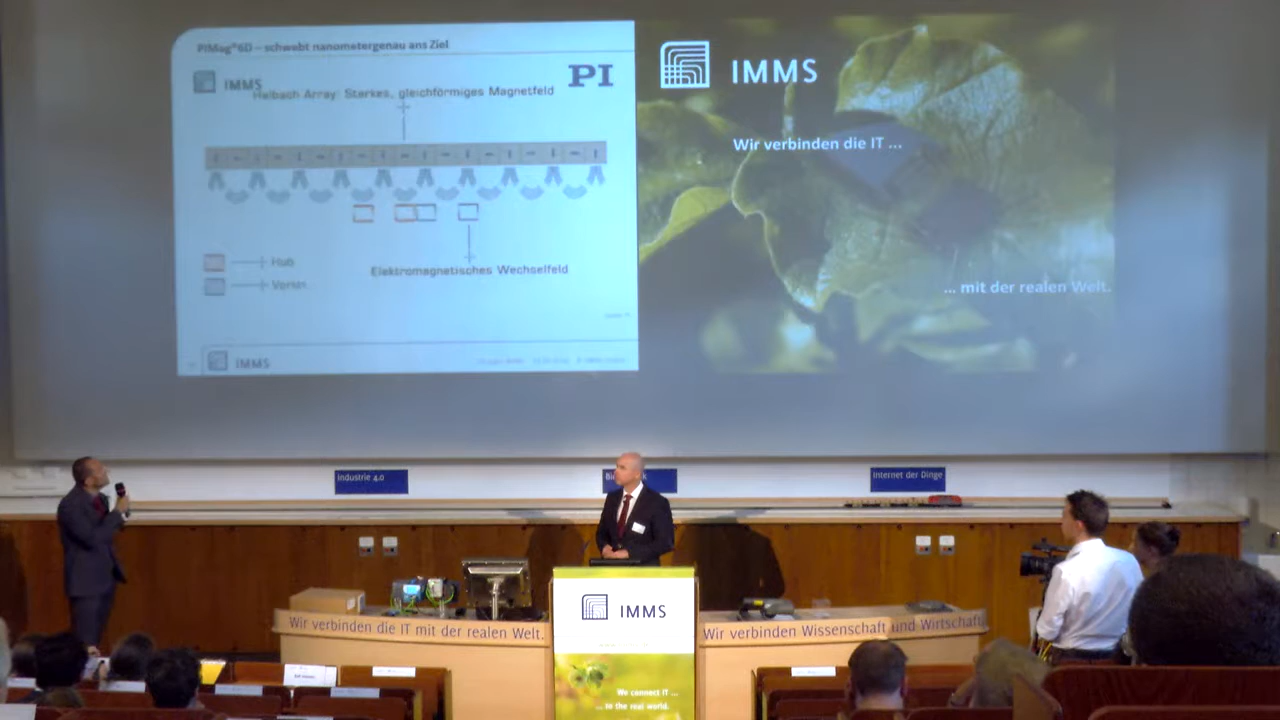 PIMag®6D – schwebt nanometergenau ans Ziel
IMMS
PI
Halbach Array: Starkes, gleichförmiges Magnetfeld
Hub
Elektromagnetisches Wechselfeld
IMMS
IMMS
Wir verbinden die IT ...
... mit der realen Welt.
Industrie 4.0
Internet der Dinge
IMMS
Wir verbinden die IT mit der realen Welt.
Wir verbinden Wissenschaft und Wirtschaft.
We connect IT ...
... to the real world.